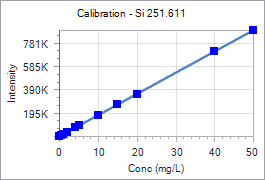 Calibration - Si 251.611
Intensity
781K
585K
390K
195K
0
10
20
30
40
50
Conc (mg/L)